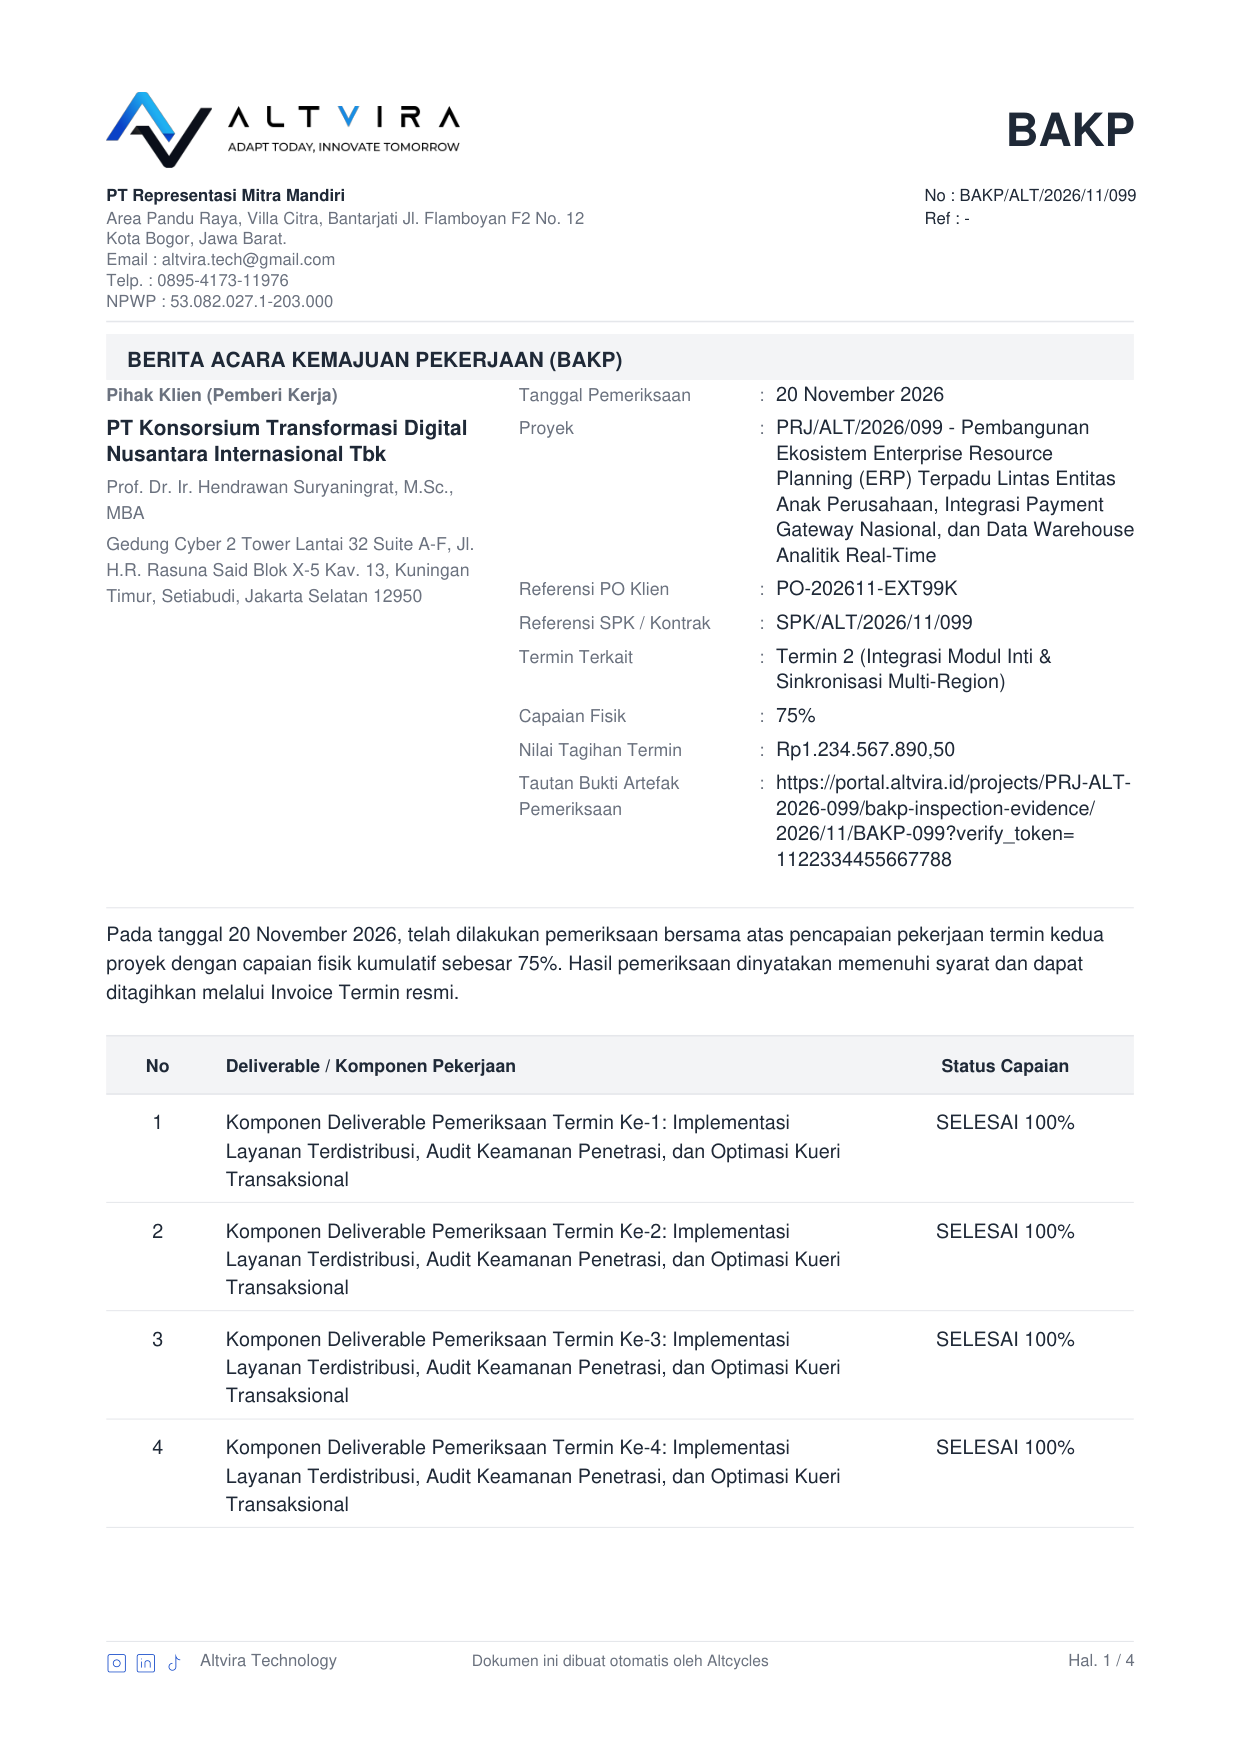 ALTVIRA
ADAPT TODAY, INNOVATE TOMORROW
BAKP
PT Representasi Mitra Mandiri
Area Pandu Raya, Villa Citra, Bantarjati Jl. Flamboyan F2 No. 12
Kota Bogor, Jawa Barat.
Email : altvira.tech@gmail.com
Telp. : 0895-4173-11976
NPWP : 53.082.027.1-203.000
No : BAKP/ALT/2026/11/099
Ref : -
BERITA ACARA KEMAJUAN PEKERJAAN (BAKP)
Pihak Klien (Pemberi Kerja)
PT Konsorsium Transformasi Digital
Nusantara Internasional Tbk
Prof. Dr. Ir. Hendrawan Suryaningrat, M.Sc.,
MBA
Gedung Cyber 2 Tower Lantai 32 Suite A-F, Jl.
H.R. Rasuna Said Blok X-5 Kav. 13, Kuningan
Timur, Setiabudi, Jakarta Selatan 12950
Tanggal Pemeriksaan : 20 November 2026
Proyek : PRJ/ALT/2026/099 - Pembangunan
Ekosistem Enterprise Resource
Planning (ERP) Terpadu Lintas Entitas
Anak Perusahaan, Integrasi Payment
Gateway Nasional, dan Data Warehouse
Analitik Real-Time
Referensi PO Klien : PO-202611-EXT99K
Referensi SPK / Kontrak : SPK/ALT/2026/11/099
Termin Terkait : Termin 2 (Integrasi Modul Inti &
Sinkronisasi Multi-Region)
Capaian Fisik : 75%
Nilai Tagihan Termin : Rp1.234.567.890,50
Tautan Bukti Artefak : https://portal.altvira.id/projects/PRJ-ALT-
Pemeriksaan 2026-099/bakp-inspection-evidence/
2026/11/BAKP-099?verify_token=
1122334455667788
Pada tanggal 20 November 2026, telah dilakukan pemeriksaan bersama atas pencapaian pekerjaan termin kedua
proyek dengan capaian fisik kumulatif sebesar 75%. Hasil pemeriksaan dinyatakan memenuhi syarat dan dapat
ditagihkan melalui Invoice Termin resmi.
No Deliverable / Komponen Pekerjaan Status Capaian
1 Komponen Deliverable Pemeriksaan Termin Ke-1: Implementasi SELESAI 100%
Layanan Terdistribusi, Audit Keamanan Penetrasi, dan Optimasi Kueri
Transaksional
2 Komponen Deliverable Pemeriksaan Termin Ke-2: Implementasi SELESAI 100%
Layanan Terdistribusi, Audit Keamanan Penetrasi, dan Optimasi Kueri
Transaksional
3 Komponen Deliverable Pemeriksaan Termin Ke-3: Implementasi SELESAI 100%
Layanan Terdistribusi, Audit Keamanan Penetrasi, dan Optimasi Kueri
Transaksional
4 Komponen Deliverable Pemeriksaan Termin Ke-4: Implementasi SELESAI 100%
Layanan Terdistribusi, Audit Keamanan Penetrasi, dan Optimasi Kueri
Transaksional
Altvira Technology Dokumen ini dibuat otomatis oleh Altcycles Hal. 1 / 4